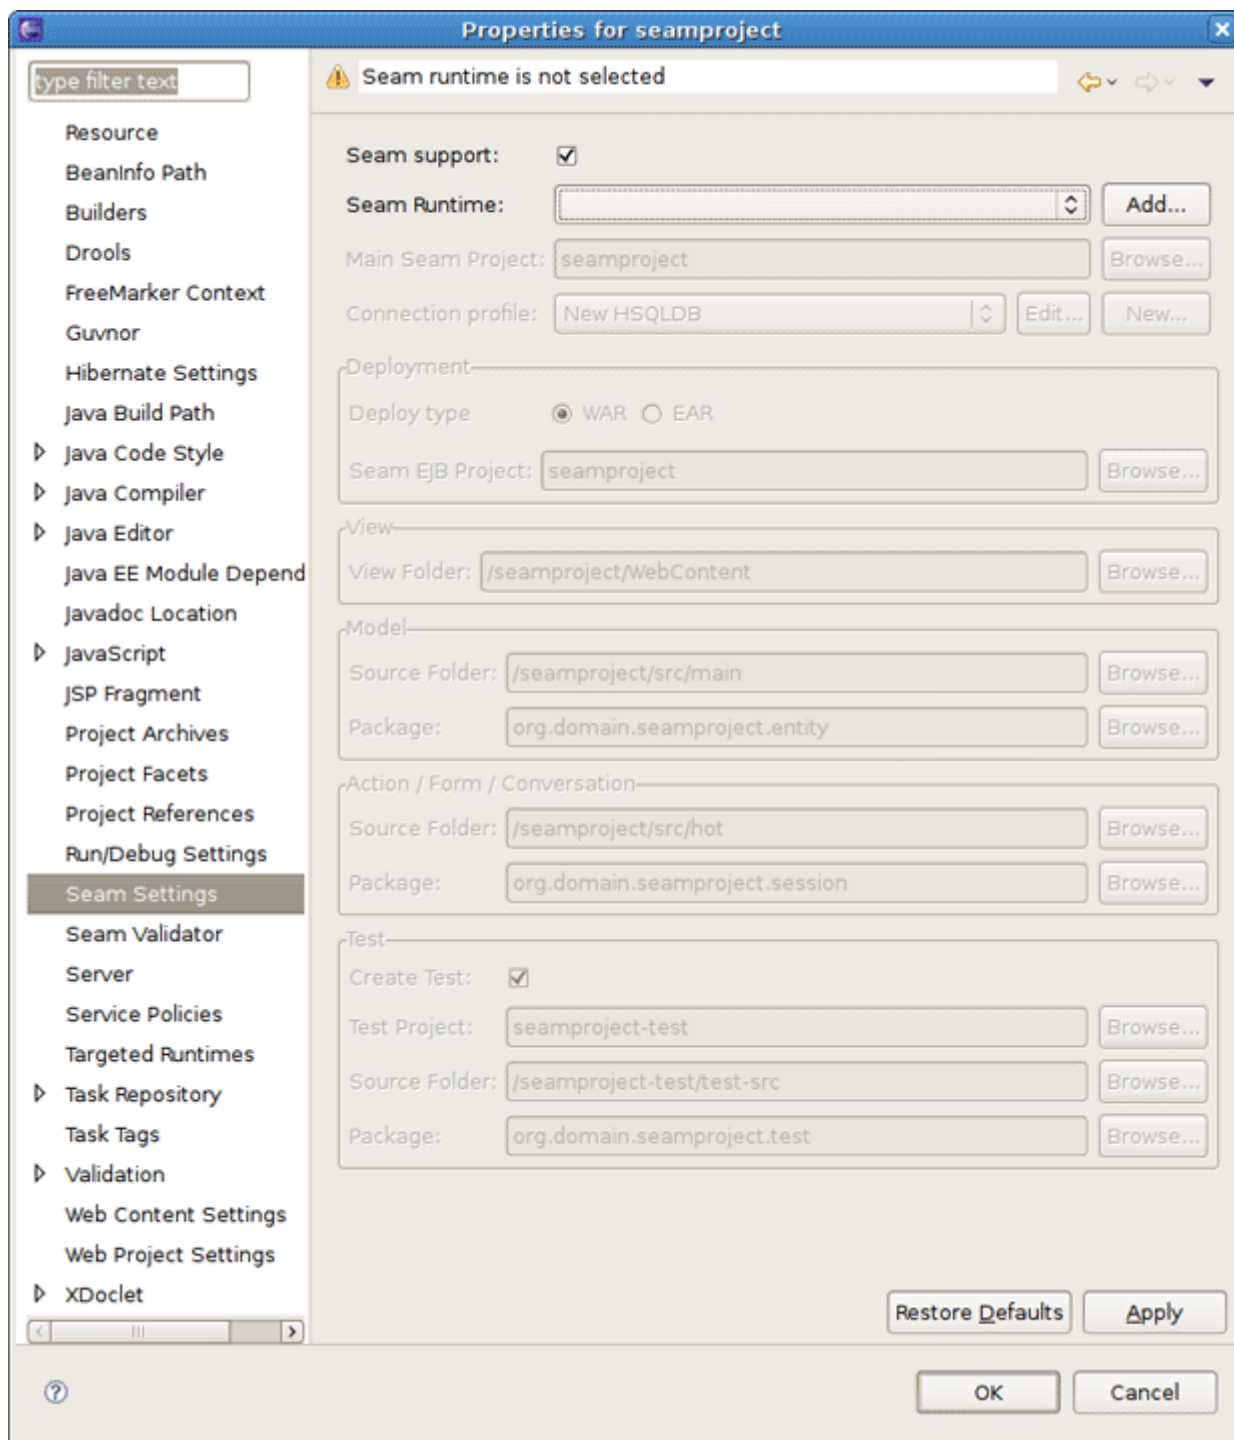 Properties for seamproject
type filter text
Seam runtime is not selected
Resource
BeanInfo Path
Builders
Drools
FreeMarker Context
Guvnor
Hibernate Settings
Java Build Path
Java Code Style
Java Compiler
Java Editor
Java EE Module Depend
Javadoc Location
JavaScript
JSP Fragment
Project Archives
Project Facets
Project References
Run/Debug Settings
Seam Settings
Seam Validator
Server
Service Policies
Targeted Runtimes
Task Repository
Task Tags
Validation
Web Content Settings
Web Project Settings
XDoclet
Seam support:
Seam Runtime: Add...
Main Seam Project: seamproject Browse...
Connection profile: New HSQLDB Edit... New...
Deployment
Deploy type WAR EAR
Seam EJB Project: seamproject Browse...
View
View Folder: /seamproject/WebContent Browse...
Model
Source Folder: /seamproject/src/main Browse...
Package: org.domain.seamproject.entity Browse...
Action / Form / Conversation
Source Folder: /seamproject/src/hot Browse...
Package: org.domain.seamproject.session Browse...
Test
Create Test:
Test Project: seamproject-test Browse...
Source Folder: /seamproject-test/test-src Browse...
Package: org.domain.seamproject.test Browse...
Restore Defaults Apply
OK Cancel